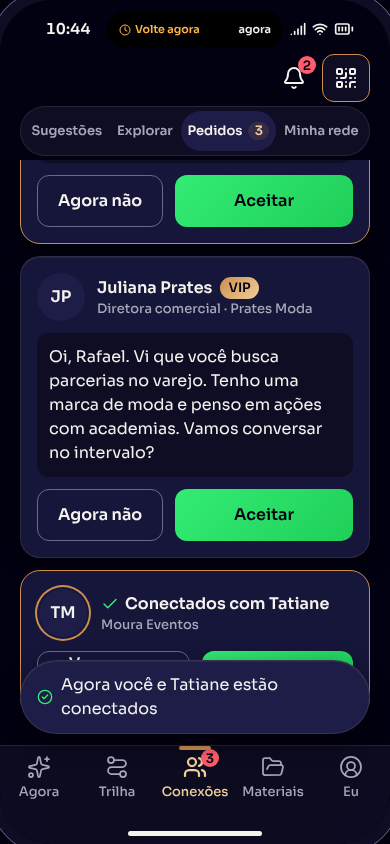 10:44
Volte agora
agora
2
Sugestões
Explorar
Pedidos 3
Minha rede
Agora não
Aceitar
JP
Juliana Prates VIP
Diretora comercial · Prates Moda
Oi, Rafael. Vi que você busca
parcerias no varejo. Tenho uma
marca de moda e penso em ações
com academias. Vamos conversar
no intervalo?
Agora não
Aceitar
TM
Conectados com Tatiane
Moura Eventos
Agora você e Tatiane estão
conectados
3
Agora
Trilha
Conexões
Materiais
Eu